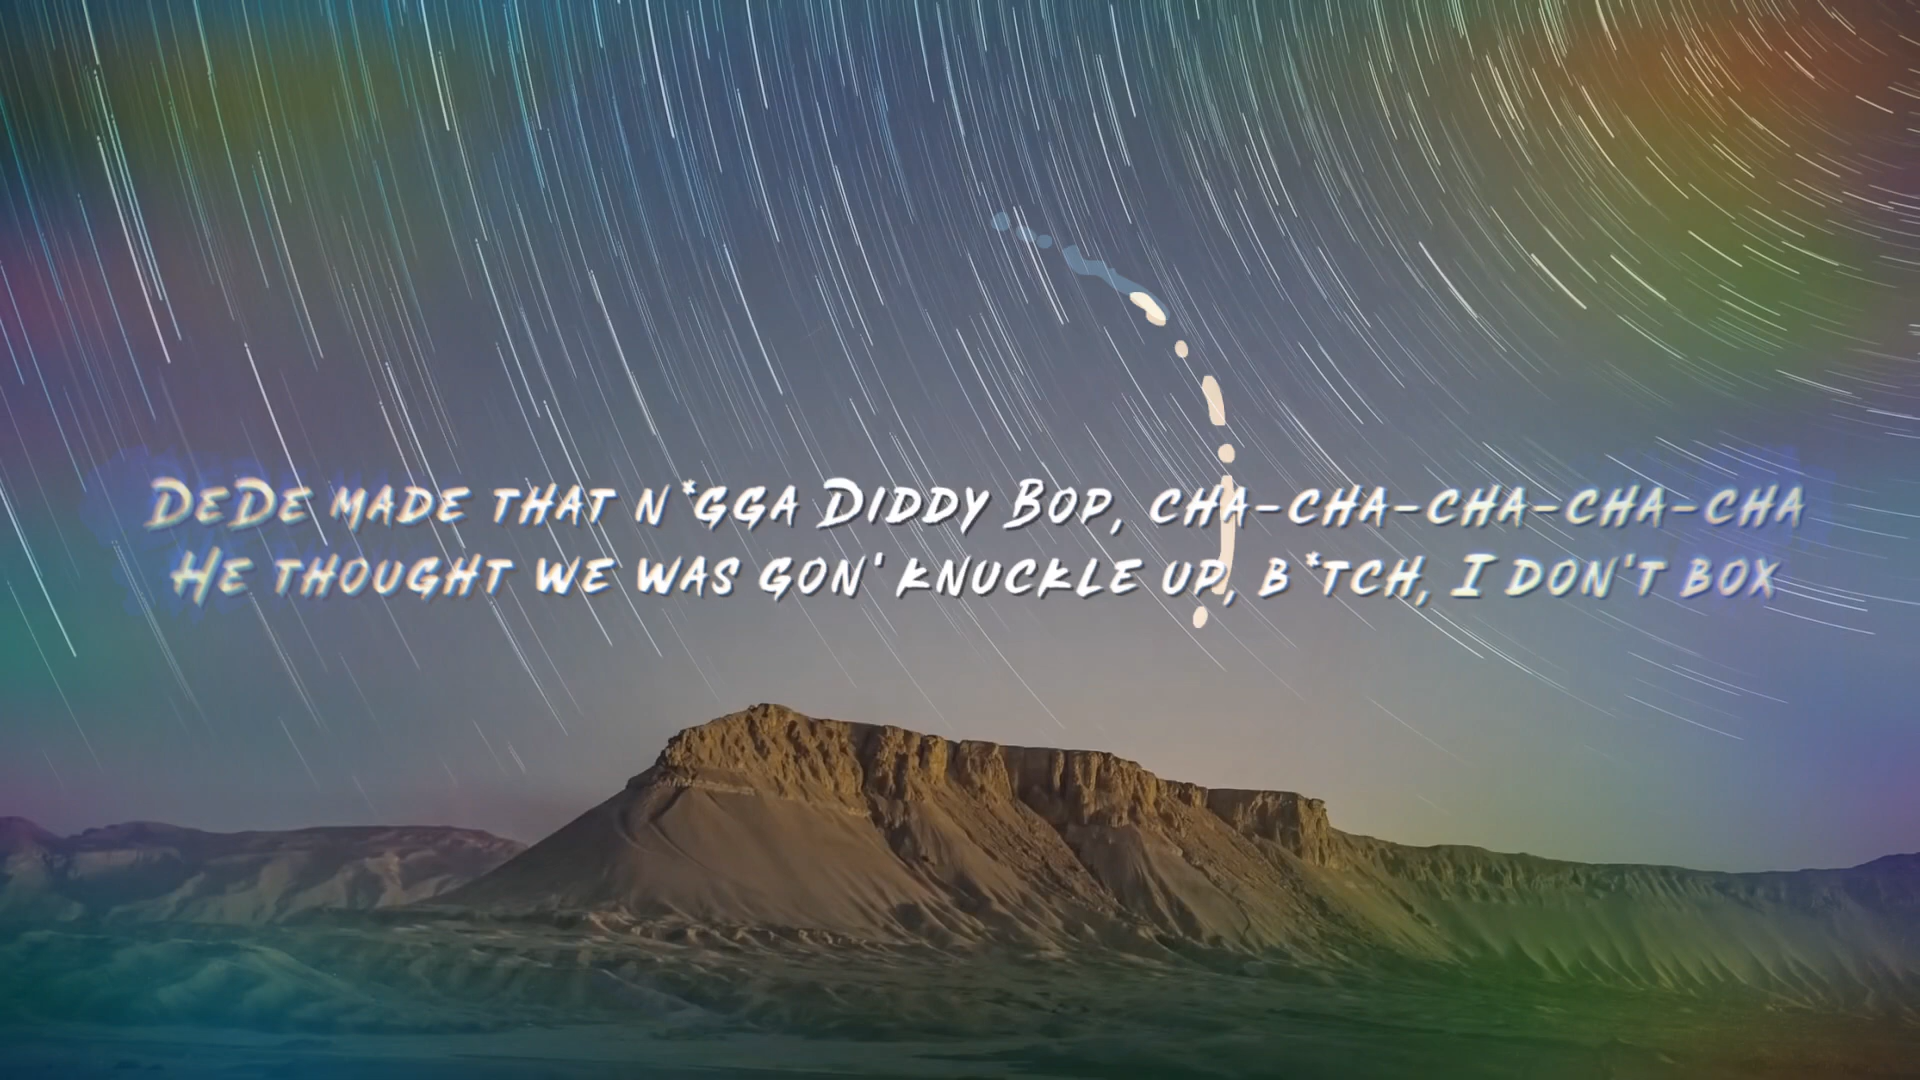 DeDe made that n*gga Diddy Bop, cha-cha-cha-cha-cha
He thought we was gon' knuckle up, b*tch, I don't box